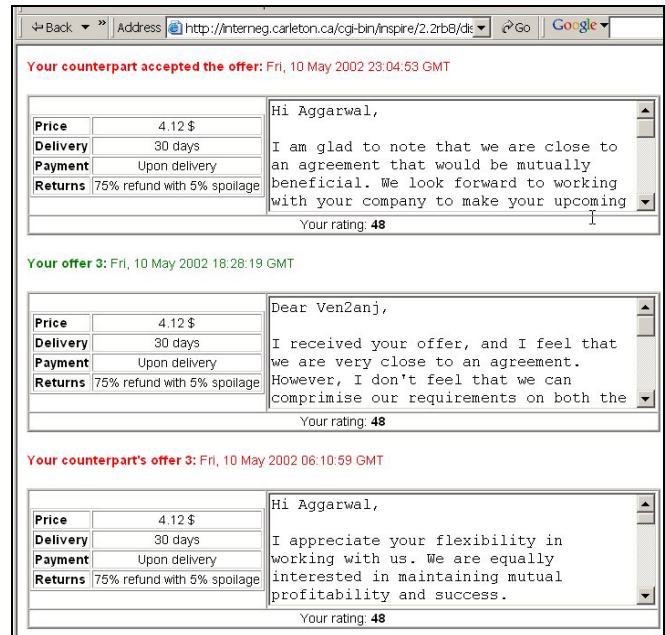 Back » Address http://interneg.carleton.ca/cgi-bin/inspire/2.2rb8/dis Go Google
Your counterpart accepted the offer: Fri, 10 May 2002 23:04:53 GMT
Price 4.12 $
Delivery 30 days
Payment Upon delivery
Returns 75% refund with 5% spoilage
Hi Aggarwal,
I am glad to note that we are close to
an agreement that would be mutually
beneficial. We look forward to working
with your company to make your upcoming
Your rating: 48
Your offer 3: Fri, 10 May 2002 18:28:19 GMT
Price 4.12 $
Delivery 30 days
Payment Upon delivery
Returns 75% refund with 5% spoilage
Dear Ven2anj,
I received your offer, and I feel that
we are very close to an agreement.
However, I don't feel that we can
comprimise our requirements on both the
Your rating: 48
Your counterpart's offer 3: Fri, 10 May 2002 06:10:59 GMT
Price 4.12 $
Delivery 30 days
Payment Upon delivery
Returns 75% refund with 5% spoilage
Hi Aggarwal,
I appreciate your flexibility in
working with us. We are equally
interested in maintaining mutual
profitability and success.
Your rating: 48